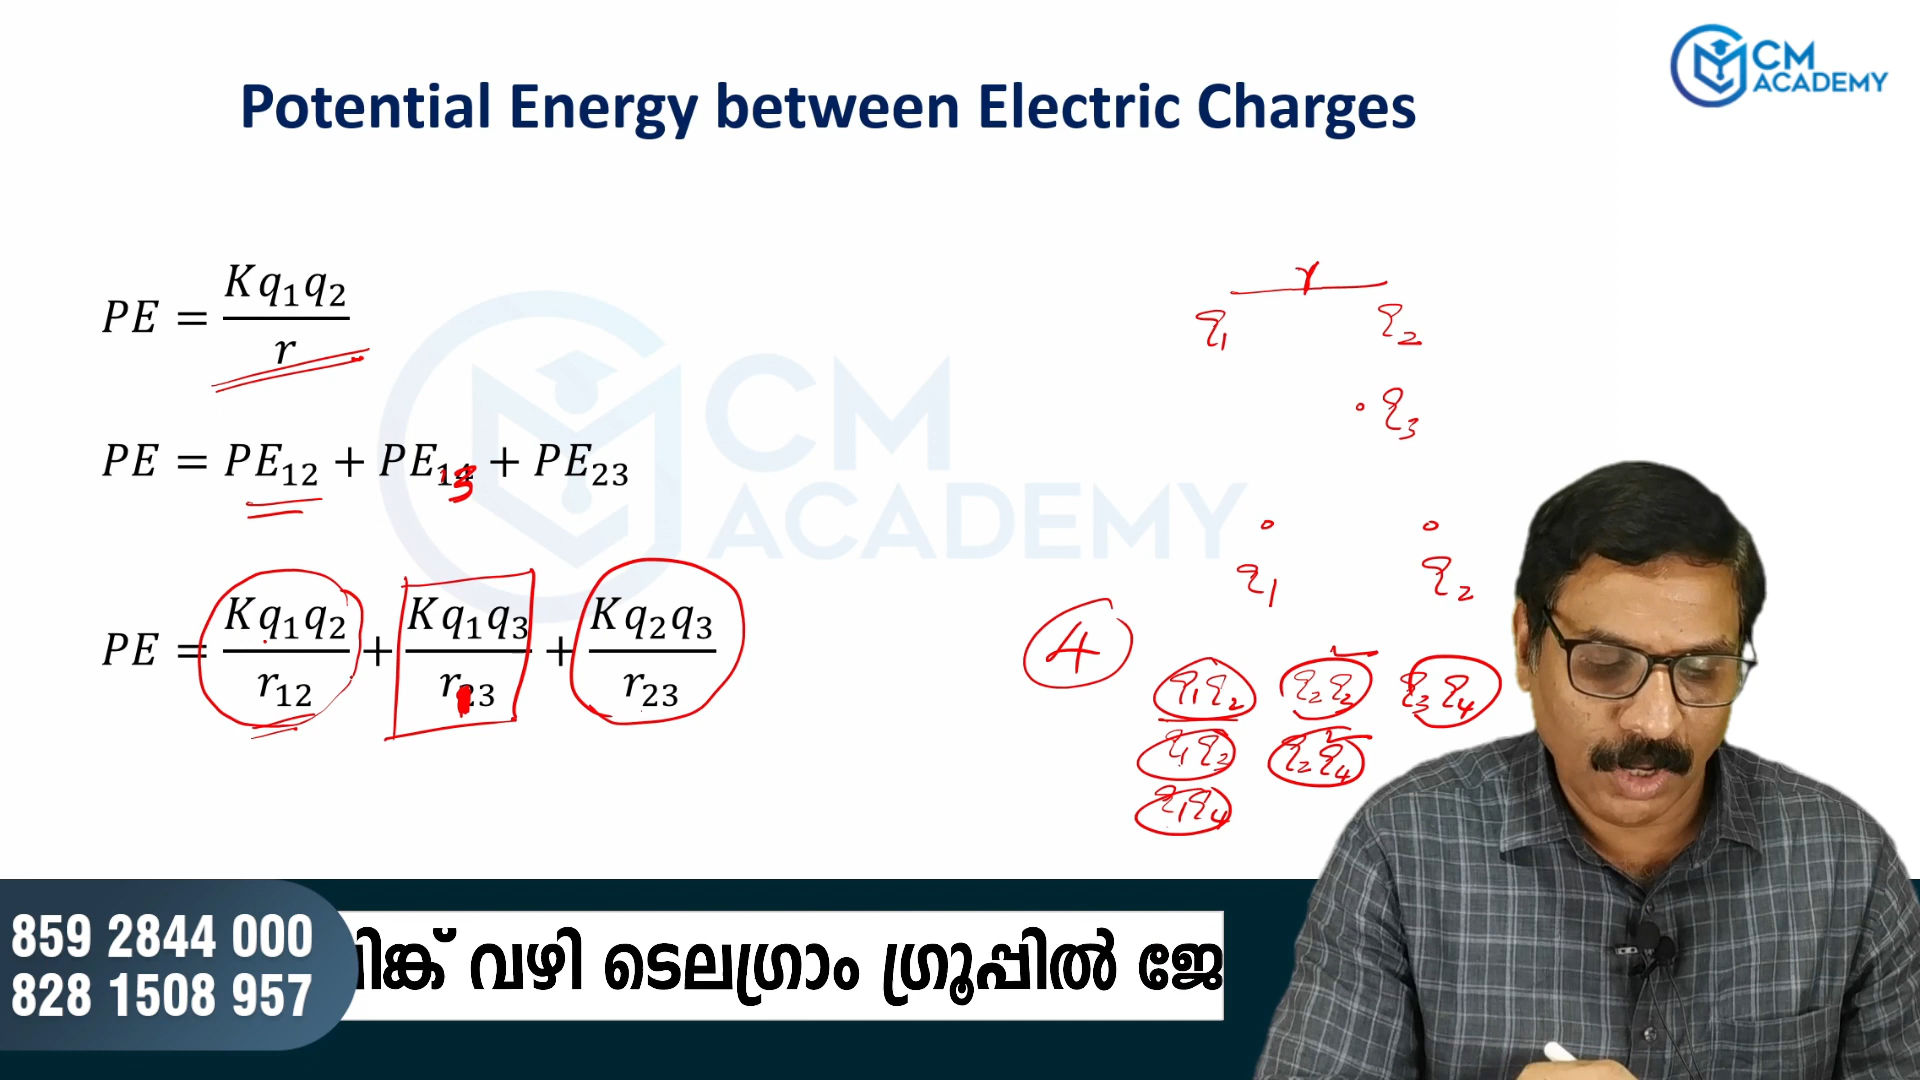 CM
ACADEMY
Potential Energy between Electric Charges
PE = Kq₁q₂ / r
r
q₁ q₂
q₃
PE = PE₁₂ + PE₁₃ + PE₂₃
q₁ q₂
PE = Kq₁q₂ / r₁₂ + Kq₁q₃ / r₁₃ + Kq₂q₃ / r₂₃
4
q₁q₂ q₂q₃ q₃q₄
q₁q₃ q₂q₄
q₁q₄
CM
ACADEMY
859 2844 000
828 1508 957
ിങ്ക് വഴി ടെലഗ്രാം ഗ്രൂപ്പിൽ ജേ